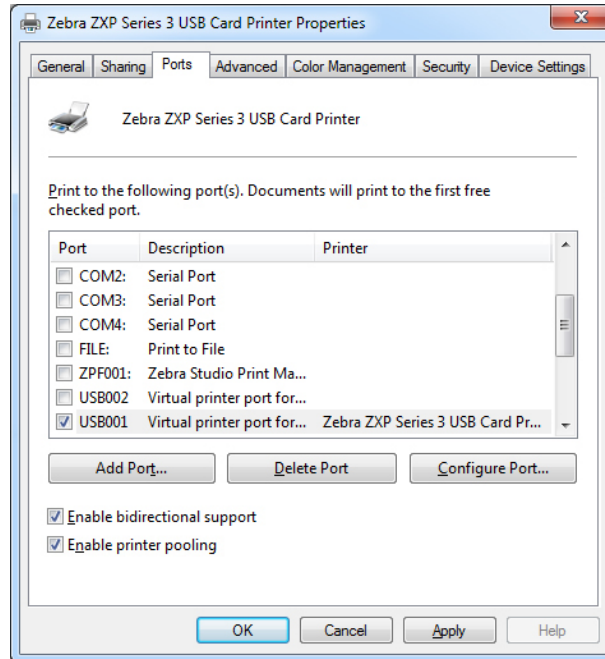 Zebra ZXP Series 3 USB Card Printer Properties
General Sharing Ports Advanced Color Management Security Device Settings
Zebra ZXP Series 3 USB Card Printer
Print to the following port(s). Documents will print to the first free
checked port.
Port Description Printer
COM2: Serial Port
COM3: Serial Port
COM4: Serial Port
FILE: Print to File
ZPF001: Zebra Studio Print Ma...
USB002 Virtual printer port for...
USB001 Virtual printer port for... Zebra ZXP Series 3 USB Card Pr...
Add Port... Delete Port Configure Port...
Enable bidirectional support
Enable printer pooling
OK Cancel Apply Help